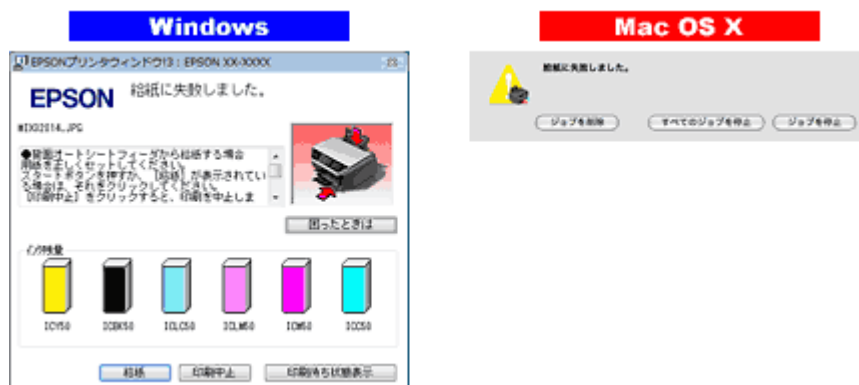 Windows
Mac OS X
EPSONプリンタウィンドウ!3 : EPSON XX-XXXX
EPSON
給紙に失敗しました。
●背面オートシートフィーダから給紙する場合
用紙を正しくセットしてください。
スタートボタンを押すか、[給紙]が表示されてい
る場合は、それをクリックしてください。
[印刷中止]をクリックすると、印刷を中止しま
困ったときは
インク残量
ICY50
ICBK50
ICLC50
ICLM50
ICM50
ICC50
給紙
印刷中止
印刷待ち状態表示
給紙に失敗しました。
ジョブを削除
すべてのジョブを停止
ジョブを停止